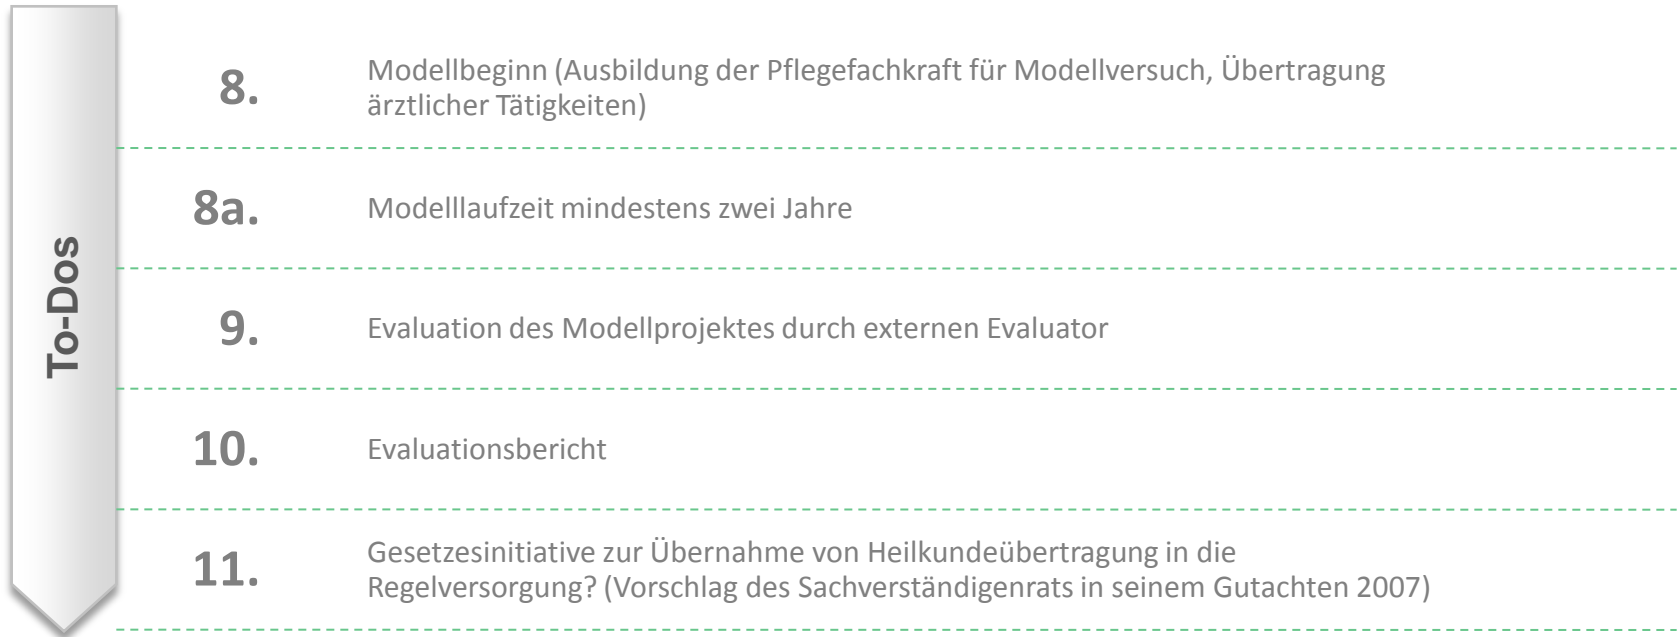 To-Dos
8.
Modellbeginn (Ausbildung der Pflegefachkraft für Modellversuch, Übertragung
ärztlicher Tätigkeiten)
8a.
Modelllaufzeit mindestens zwei Jahre
9.
Evaluation des Modellprojektes durch externen Evaluator
10.
Evaluationsbericht
11.
Gesetzesinitiative zur Übernahme von Heilkundeübertragung in die
Regelversorgung? (Vorschlag des Sachverständigenrats in seinem Gutachten 2007)